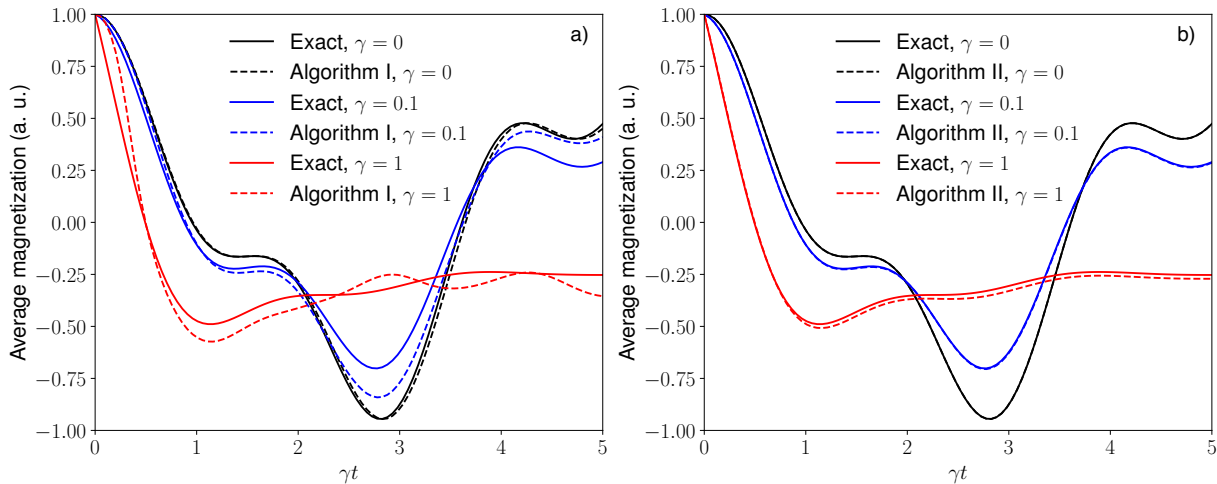 a)
Exact, γ = 0
Algorithm I, γ = 0
Exact, γ = 0.1
Algorithm I, γ = 0.1
Exact, γ = 1
Algorithm I, γ = 1
Average magnetization (a. u.)
1.00
0.75
0.50
0.25
0.00
−0.25
−0.50
−0.75
−1.00
0 1 2 3 4 5
γt
b)
Exact, γ = 0
Algorithm II, γ = 0
Exact, γ = 0.1
Algorithm II, γ = 0.1
Exact, γ = 1
Algorithm II, γ = 1
Average magnetization (a. u.)
1.00
0.75
0.50
0.25
0.00
−0.25
−0.50
−0.75
−1.00
0 1 2 3 4 5
γt